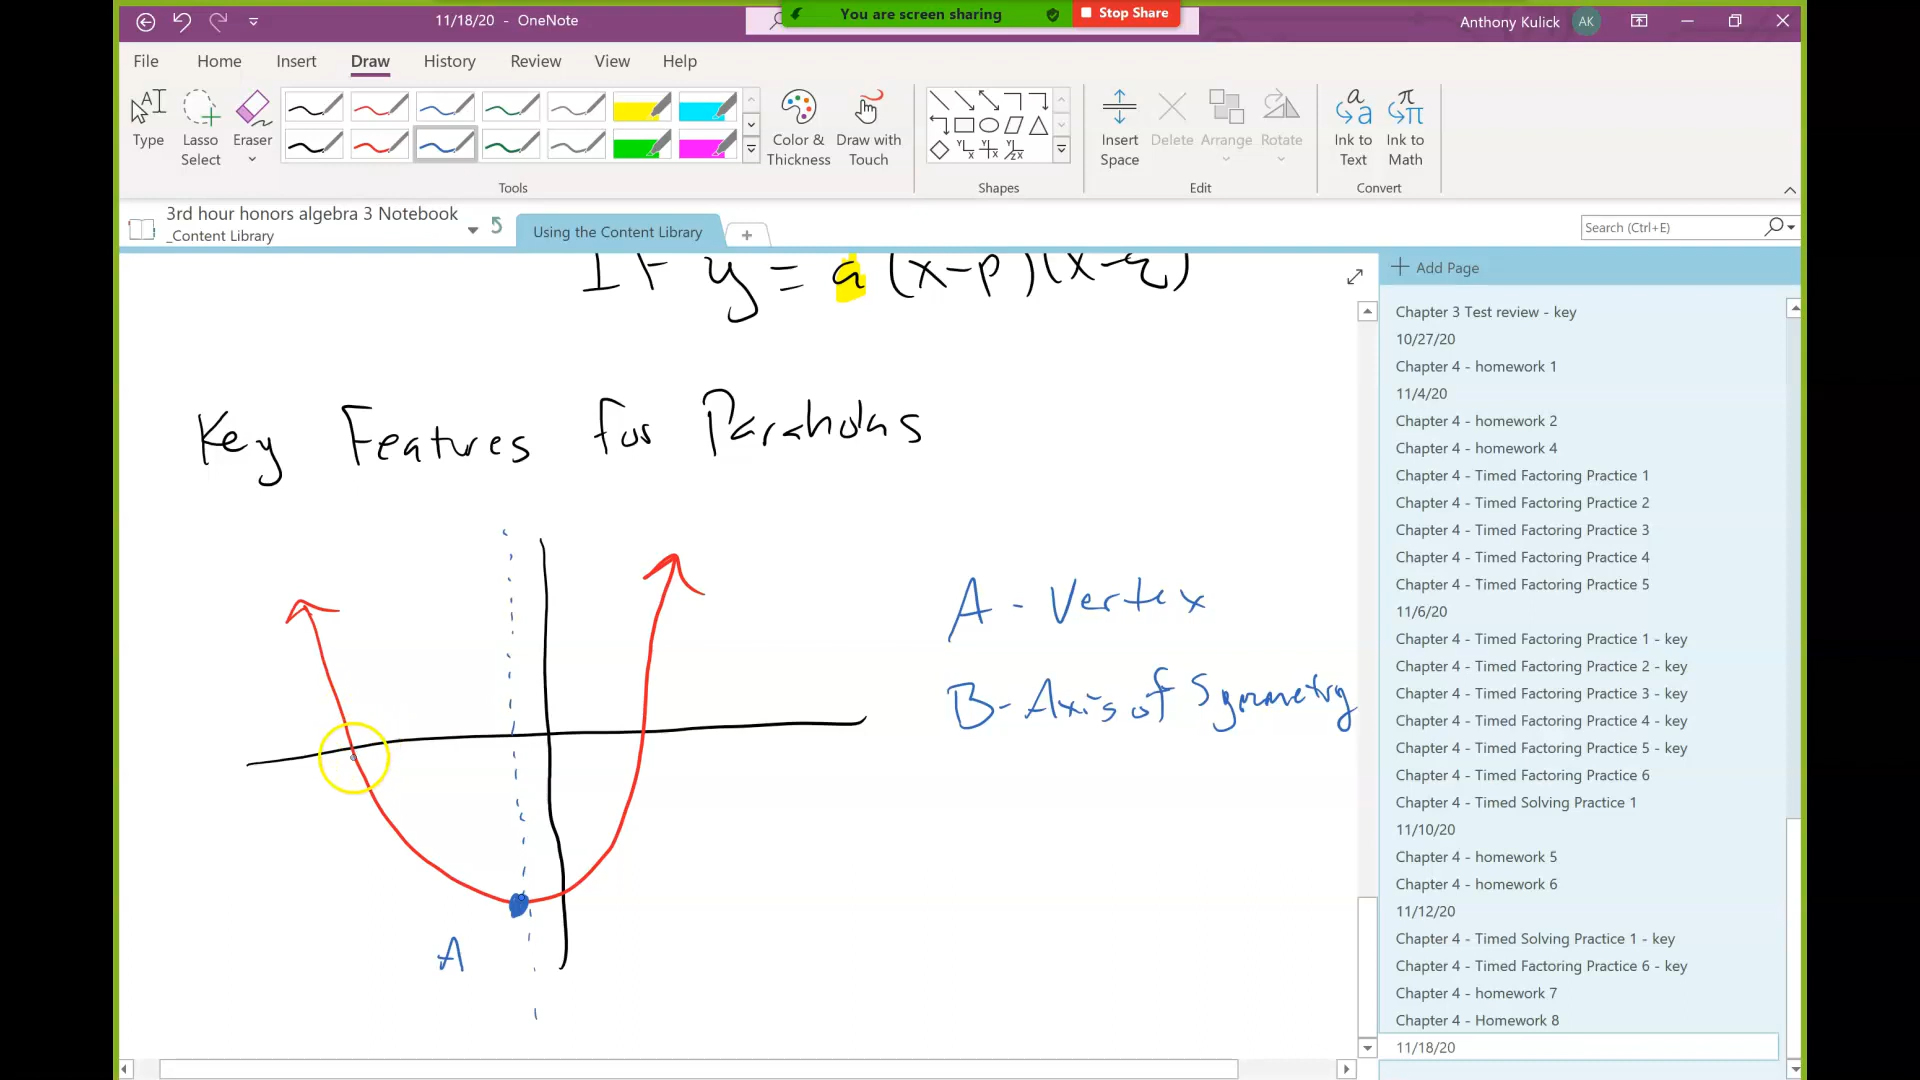 11/18/20 - OneNote
You are screen sharing
Stop Share
Anthony Kulick
AK
File Home Insert Draw History Review View Help
Type
Lasso Select
Eraser
Color & Thickness
Draw with Touch
Insert Space
Delete
Arrange
Rotate
Ink to Text
Ink to Math
Tools
Shapes
Edit
Convert
3rd hour honors algebra 3 Notebook
_Content Library
Using the Content Library
Search (Ctrl+E)
If y = a (x-p)(x-q)
Key Features for Parabolas
A - Vertex
B - Axis of Symmetry
A
Add Page
Chapter 3 Test review - key
10/27/20
Chapter 4 - homework 1
11/4/20
Chapter 4 - homework 2
Chapter 4 - homework 4
Chapter 4 - Timed Factoring Practice 1
Chapter 4 - Timed Factoring Practice 2
Chapter 4 - Timed Factoring Practice 3
Chapter 4 - Timed Factoring Practice 4
Chapter 4 - Timed Factoring Practice 5
11/6/20
Chapter 4 - Timed Factoring Practice 1 - key
Chapter 4 - Timed Factoring Practice 2 - key
Chapter 4 - Timed Factoring Practice 3 - key
Chapter 4 - Timed Factoring Practice 4 - key
Chapter 4 - Timed Factoring Practice 5 - key
Chapter 4 - Timed Factoring Practice 6
Chapter 4 - Timed Solving Practice 1
11/10/20
Chapter 4 - homework 5
Chapter 4 - homework 6
11/12/20
Chapter 4 - Timed Solving Practice 1 - key
Chapter 4 - Timed Factoring Practice 6 - key
Chapter 4 - homework 7
Chapter 4 - Homework 8
11/18/20